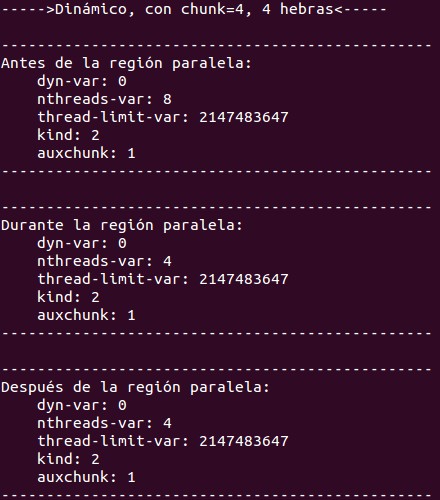 ----->Dinámico, con chunk=4, 4 hebras<-----
------------------------------------------------
Antes de la región paralela:
    dyn-var: 0
    nthreads-var: 8
    thread-limit-var: 2147483647
    kind: 2
    auxchunk: 1
------------------------------------------------
------------------------------------------------
Durante la región paralela:
    dyn-var: 0
    nthreads-var: 4
    thread-limit-var: 2147483647
    kind: 2
    auxchunk: 1
------------------------------------------------
------------------------------------------------
Después de la región paralela:
    dyn-var: 0
    nthreads-var: 4
    thread-limit-var: 2147483647
    kind: 2
    auxchunk: 1
------------------------------------------------